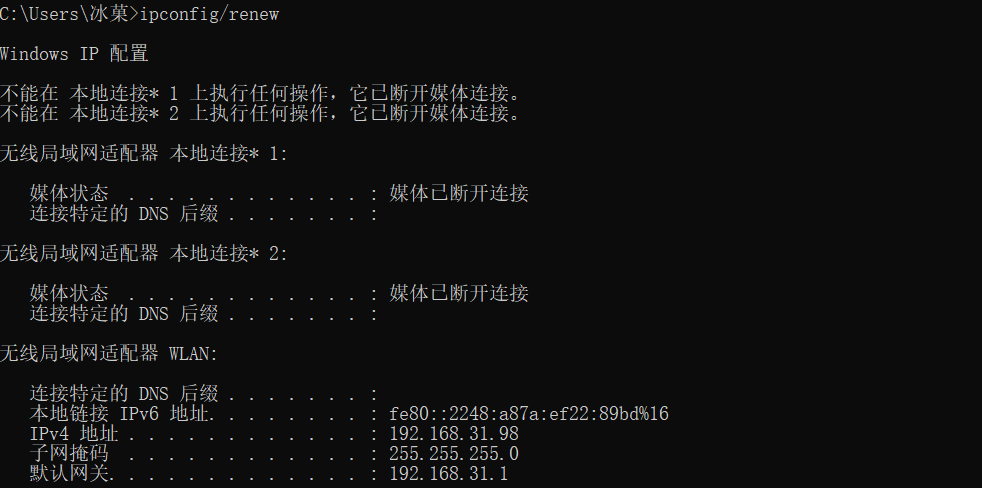 C:\Users\冰菓>ipconfig/renew
Windows IP 配置
不能在 本地连接* 1 上执行任何操作，它已断开媒体连接。
不能在 本地连接* 2 上执行任何操作，它已断开媒体连接。
无线局域网适配器 本地连接* 1:
媒体状态  . . . . . . . . . . . . : 媒体已断开连接
连接特定的 DNS 后缀 . . . . . . . :
无线局域网适配器 本地连接* 2:
媒体状态  . . . . . . . . . . . . : 媒体已断开连接
连接特定的 DNS 后缀 . . . . . . . :
无线局域网适配器 WLAN:
连接特定的 DNS 后缀 . . . . . . . :
本地链接 IPv6 地址. . . . . . . . : fe80::2248:a87a:ef22:89bd%16
IPv4 地址 . . . . . . . . . . . . : 192.168.31.98
子网掩码  . . . . . . . . . . . . : 255.255.255.0
默认网关. . . . . . . . . . . . . : 192.168.31.1